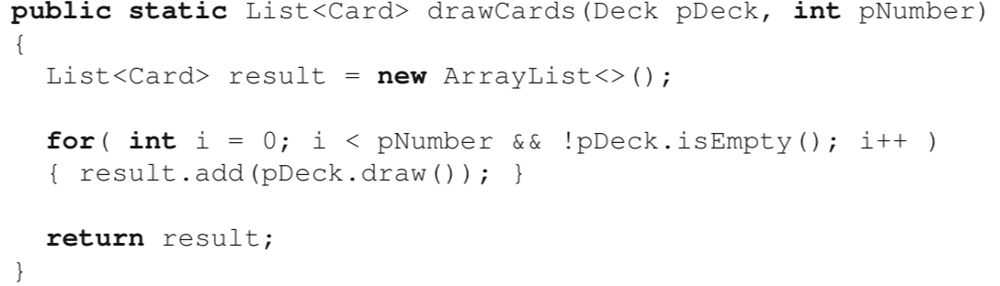 public static List<Card> drawCards(Deck pDeck, int pNumber)
{
  List<Card> result = new ArrayList<>();

  for( int i = 0; i < pNumber && !pDeck.isEmpty(); i++ )
  { result.add(pDeck.draw()); }

  return result;
}